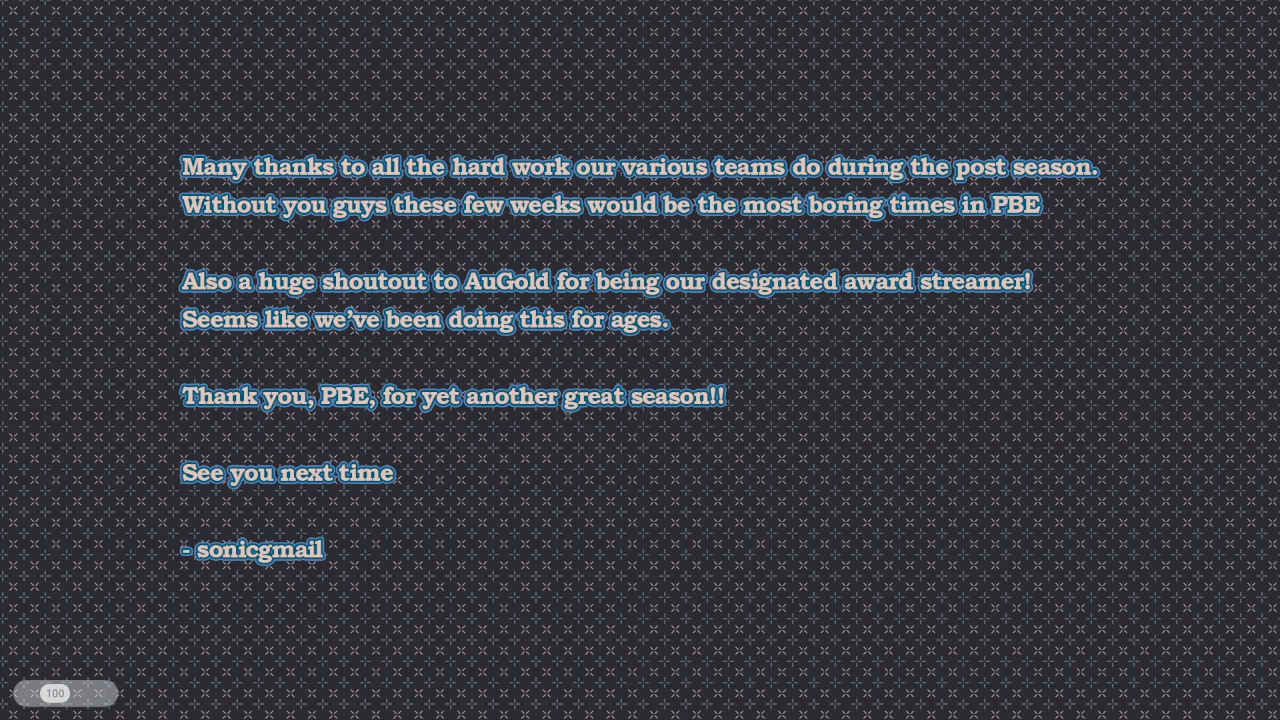 Many thanks to all the hard work our various teams do during the post season.
Without you guys these few weeks would be the most boring times in PBE
Also a huge shoutout to AuGold for being our designated award streamer!
Seems like we’ve been doing this for ages.
Thank you, PBE, for yet another great season!!
See you next time
- sonicgmail
100